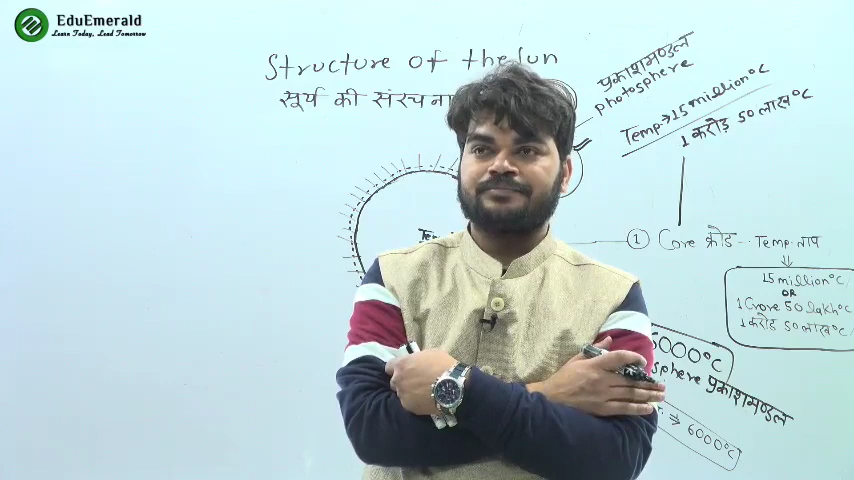 EduEmerald
Learn Today, Lead Tomorrow
Structure of the Sun
सूर्य की संरचना
प्रकाशमण्डल
photosphere
Temp.→15 million°C
1 करोड़ 50 लाख°C
1 Core क्रोड - Temp. ताप
15 million°C
OR
1 Crore 50 lakh°C
1 करोड़ 50 लाख°C
000°C
sphere प्रकाशमण्डल
→ 6000°C